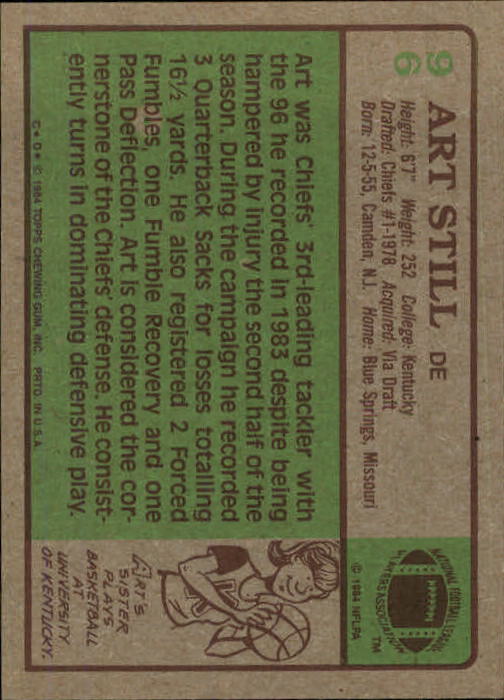 96
ART STILL DE
Height: 6'7" Weight: 252 College: Kentucky
Drafted: Chiefs #1-1978 Acquired: Via Draft
Born: 12-5-55, Camden, N.J. Home: Blue Springs, Missouri
NATIONAL FOOTBALL LEAGUE
PLAYERS ASSOCIATION
TM
© 1984 NFLPA
Art was Chiefs' 3rd-leading tackler with
the 96 he recorded in 1983 despite being
hampered by injury the second half of the
season. During the campaign he recorded
3 Quarterback Sacks for losses totalling
16½ yards. He also registered 2 Forced
Fumbles, one Fumble Recovery and one
Pass Deflection. Art is considered the cor-
nerstone of the Chiefs' defense. He consist-
ently turns in dominating defensive play.
ART'S
SISTER
PLAYS
BASKETBALL
AT
UNIVERSITY
OF KENTUCKY.
C* D* © 1984 TOPPS CHEWING GUM, INC. PRTD. IN U.S.A.